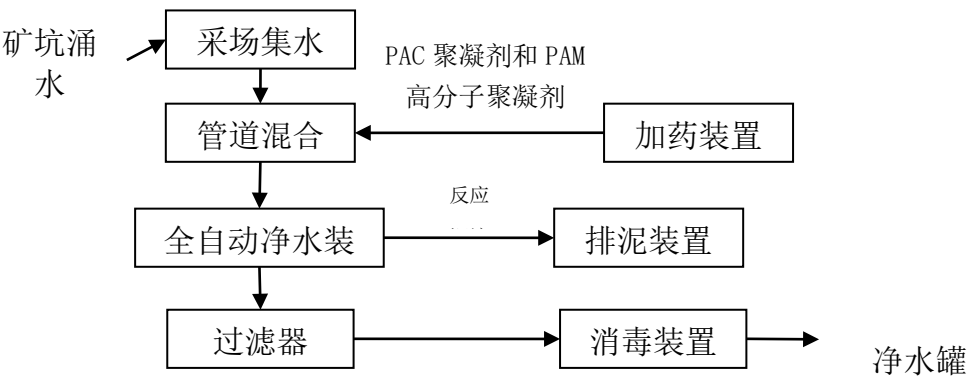 矿坑涌
水
采场集水
PAC 聚凝剂和 PAM
高分子聚凝剂
管道混合
加药装置
反应
全自动净水装
排泥装置
过滤器
消毒装置
净水罐